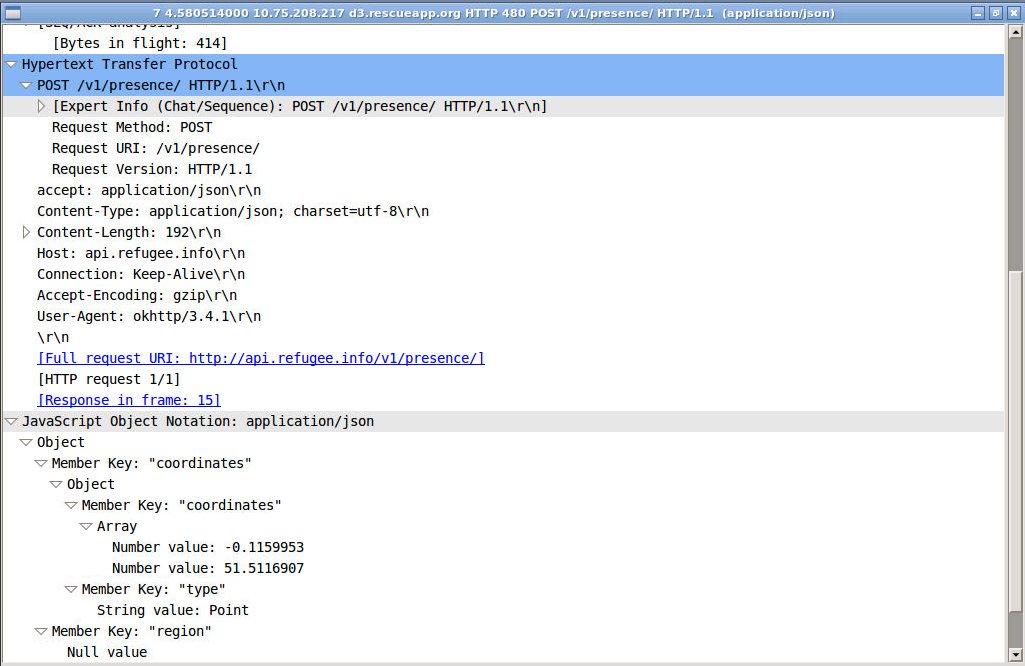 7 4.580514000 10.75.208.217 d3.rescueapp.org HTTP 480 POST /v1/presence/ HTTP/1.1 (application/json)
[SEQ/ACK analysis]
[Bytes in flight: 414]
Hypertext Transfer Protocol
POST /v1/presence/ HTTP/1.1\r\n
[Expert Info (Chat/Sequence): POST /v1/presence/ HTTP/1.1\r\n]
Request Method: POST
Request URI: /v1/presence/
Request Version: HTTP/1.1
accept: application/json\r\n
Content-Type: application/json; charset=utf-8\r\n
Content-Length: 192\r\n
Host: api.refugee.info\r\n
Connection: Keep-Alive\r\n
Accept-Encoding: gzip\r\n
User-Agent: okhttp/3.4.1\r\n
\r\n
[Full request URI: http://api.refugee.info/v1/presence/]
[HTTP request 1/1]
[Response in frame: 15]
JavaScript Object Notation: application/json
Object
Member Key: "coordinates"
Object
Member Key: "coordinates"
Array
Number value: -0.1159953
Number value: 51.5116907
Member Key: "type"
String value: Point
Member Key: "region"
Null value